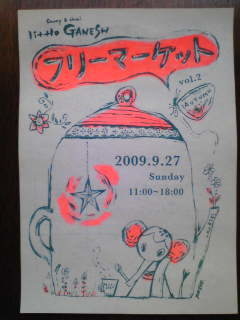 Curry & chai
little GANESH
フリーマーケット
vol.2
Autumn
2009.9.27
Sunday
11:00~18:00